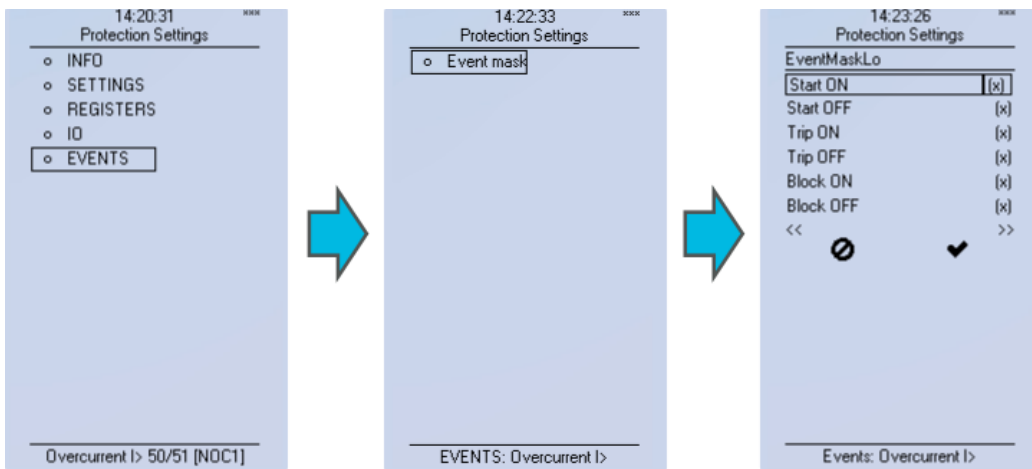 14:20:31 ***
Protection Settings
INFO
SETTINGS
REGISTERS
IO
EVENTS
Overcurrent I> 50/51 [NOC1]
14:22:33 ***
Protection Settings
Event mask
EVENTS: Overcurrent I>
14:23:26 ***
Protection Settings
EventMaskLo
Start ON (x)
Start OFF (x)
Trip ON (x)
Trip OFF (x)
Block ON (x)
Block OFF (x)
<< >>
Events: Overcurrent I>